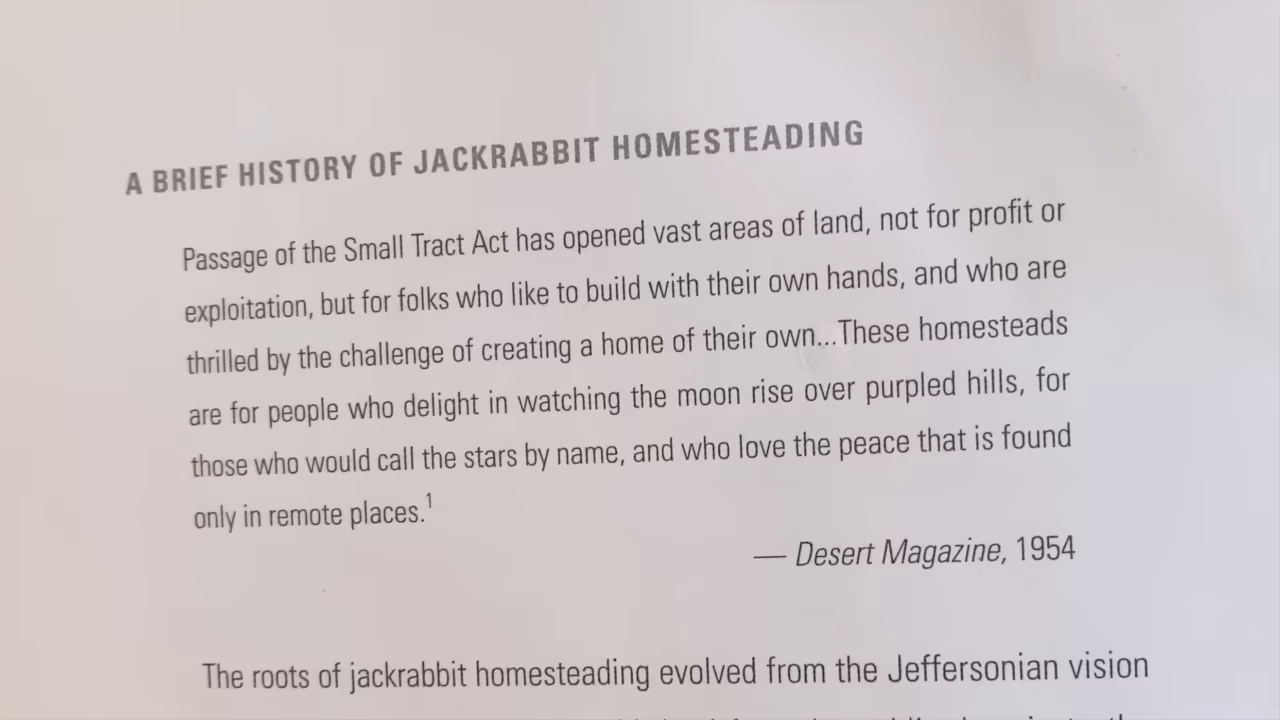 A BRIEF HISTORY OF JACKRABBIT HOMESTEADING
Passage of the Small Tract Act has opened vast areas of land, not for profit or
exploitation, but for folks who like to build with their own hands, and who are
thrilled by the challenge of creating a home of their own...These homesteads
are for people who delight in watching the moon rise over purpled hills, for
those who would call the stars by name, and who love the peace that is found
only in remote places.¹
— Desert Magazine, 1954
The roots of jackrabbit homesteading evolved from the Jeffersonian vision